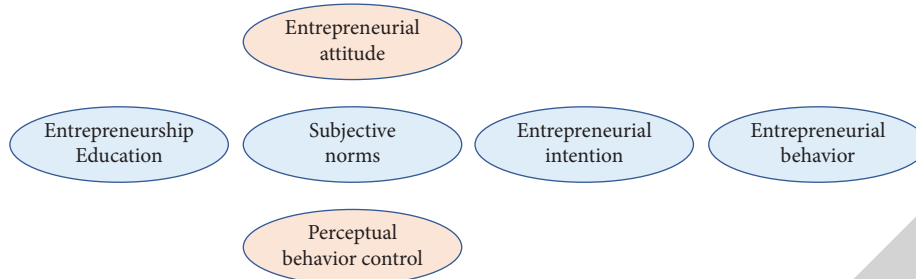 Entrepreneurial
attitude
Entrepreneurship
Education
Subjective
norms
Entrepreneurial
intention
Entrepreneurial
behavior
Perceptual
behavior control